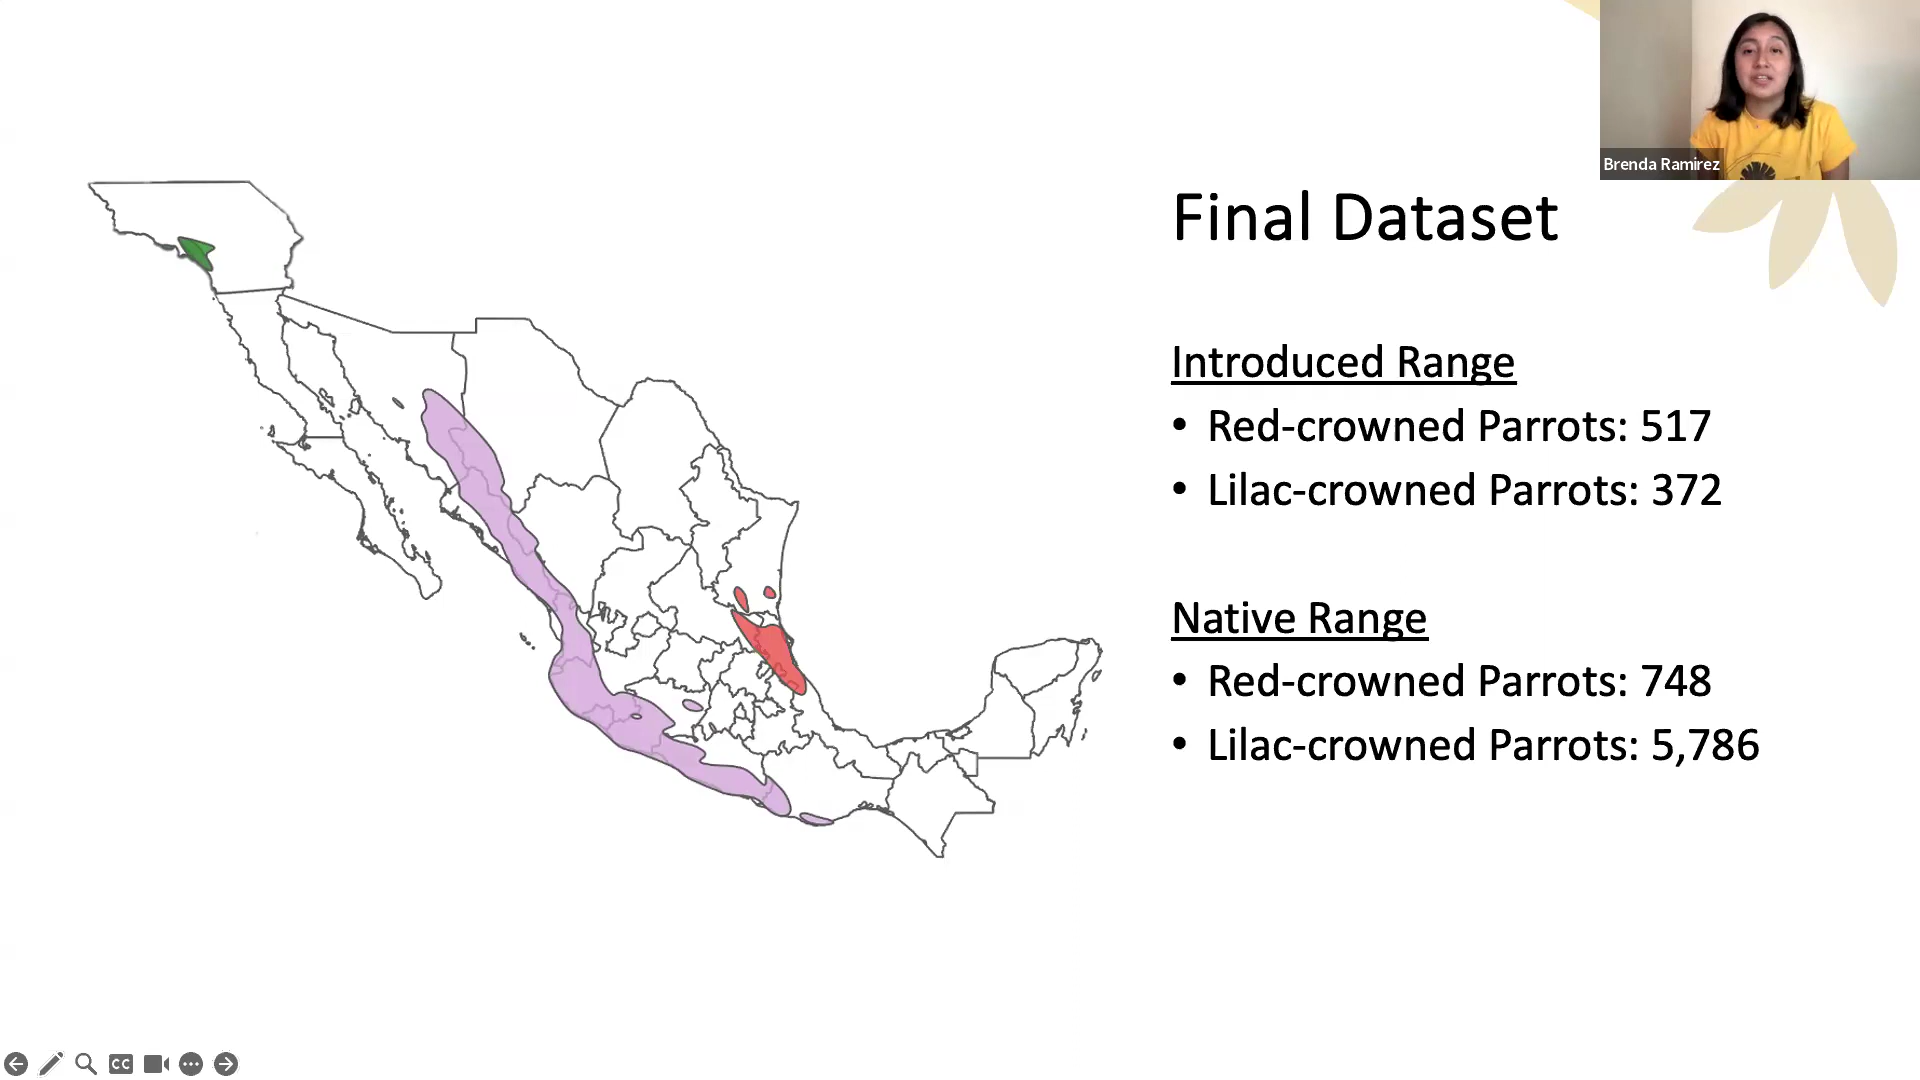 Brenda Ramirez
Final Dataset
Introduced Range
• Red-crowned Parrots: 517
• Lilac-crowned Parrots: 372
Native Range
• Red-crowned Parrots: 748
• Lilac-crowned Parrots: 5,786
CC